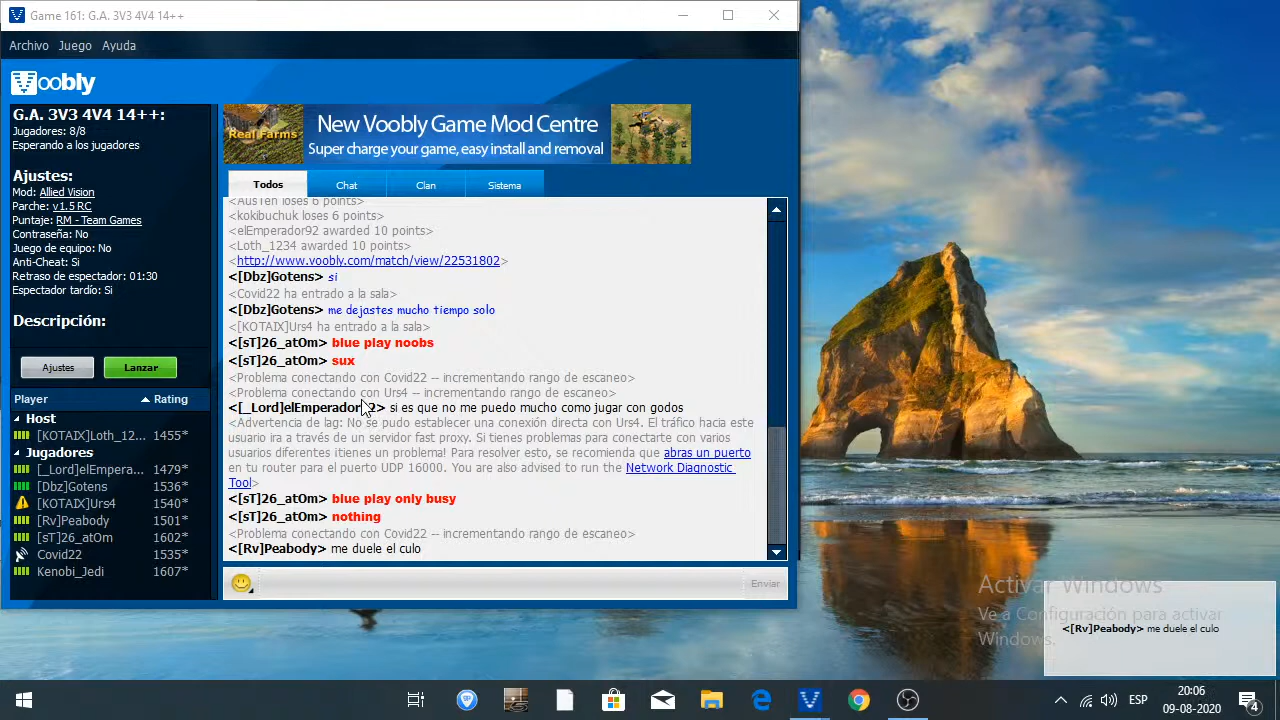 Game 161: G.A. 3V3 4V4 14++
Archivo Juego Ayuda
Voobly
G.A. 3V3 4V4 14++:
Jugadores: 8/8
Esperando a los jugadores
Ajustes:
Mod: Allied Vision
Parche: v1.5 RC
Puntaje: RM - Team Games
Contraseña: No
Juego de equipo: No
Anti-Cheat: Si
Retraso de espectador: 01:30
Espectador tardío: Si
Descripción:
Ajustes Lanzar
Player Rating
Host
[KOTAIX]Loth_12... 1455*
Jugadores
[_Lord]elEmpera... 1479*
[Dbz]Gotens 1536*
[KOTAIX]Urs4 1540*
[Rv]Peabody 1501*
[sT]26_atOm 1602*
Covid22 1535*
Kenobi_Jedi 1607*
Real Farms
New Voobly Game Mod Centre
Super charge your game, easy install and removal
Todos Chat Clan Sistema
<AusTen loses 6 points>
<kokibuchuk loses 6 points>
<elEmperador92 awarded 10 points>
<Loth_1234 awarded 10 points>
<http://www.voobly.com/match/view/22531802>
<[Dbz]Gotens> si
<Covid22 ha entrado a la sala>
<[Dbz]Gotens> me dejastes mucho tiempo solo
<[KOTAIX]Urs4 ha entrado a la sala>
<[sT]26_atOm> blue play noobs
<[sT]26_atOm> sux
<Problema conectando con Covid22 -- incrementando rango de escaneo>
<Problema conectando con Urs4 -- incrementando rango de escaneo>
<[_Lord]elEmperador 2> si es que no me puedo mucho como jugar con godos
<Advertencia de lag: No se pudo establecer una conexión directa con Urs4. El tráfico hacia este
usuario ira a través de un servidor fast proxy. Si tienes problemas para conectarte con varios
usuarios diferentes itienes un problema! Para resolver esto, se recomienda que abras un puerto
en tu router para el puerto UDP 16000. You are also advised to run the Network Diagnostic
Tool>
<[sT]26_atOm> blue play only busy
<[sT]26_atOm> nothing
<Problema conectando con Covid22 -- incrementando rango de escaneo>
<[Rv]Peabody> me duele el culo
Enviar
Activar Windows
Ve a Configuración para activar
Windows.
<[Rv]Peabody> me duele el culo
ESP
20:06
09-08-2020
4